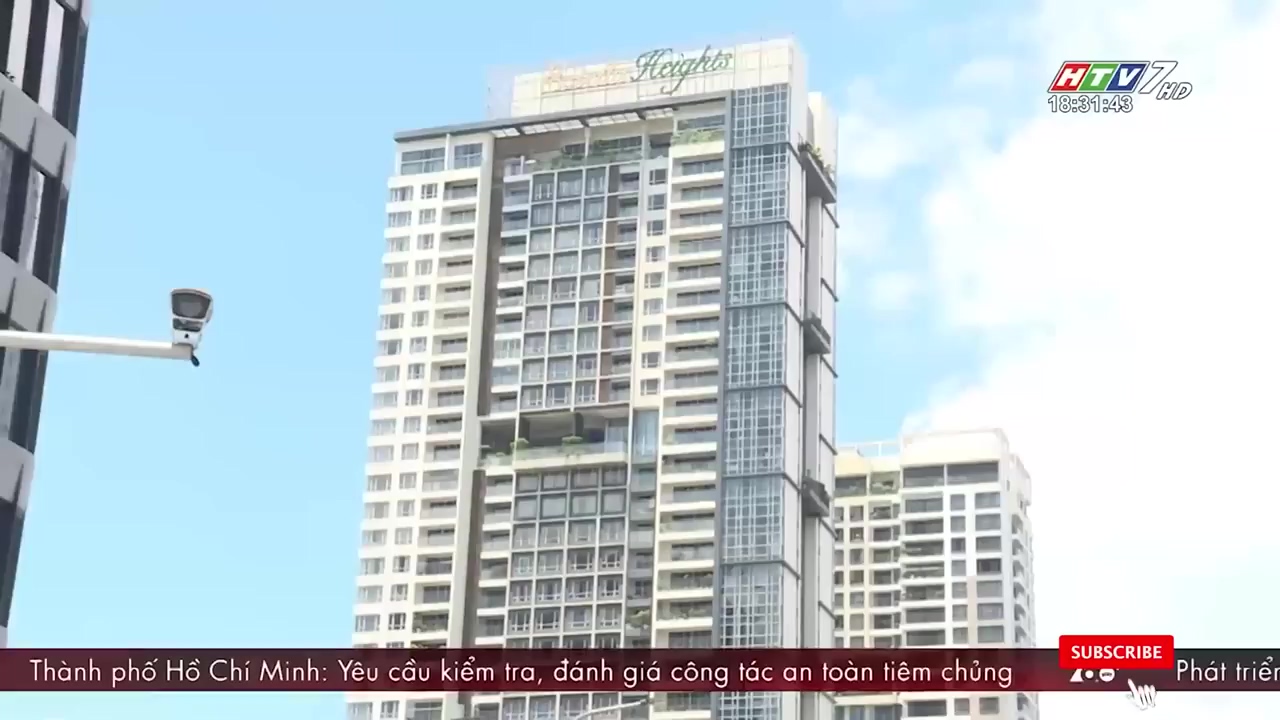 Heights
HTV7 HD
18:31:43
SUBSCRIBE
Thành phố Hồ Chí Minh: Yêu cầu kiểm tra, đánh giá công tác an toàn tiêm chủng
Phát triển